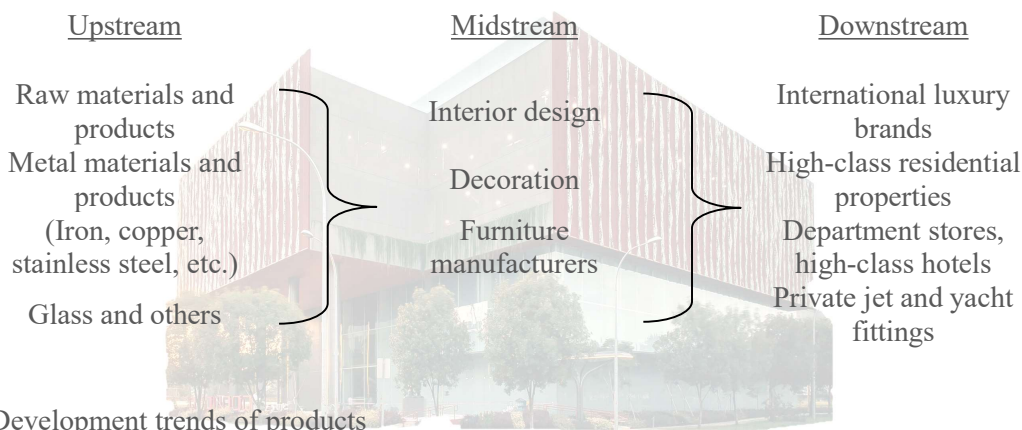 Upstream
Midstream
Downstream
Raw materials and
products
Metal materials and
products
(Iron, copper,
stainless steel, etc.)
Glass and others
Interior design
Decoration
Furniture
manufacturers
International luxury
brands
High-class residential
properties
Department stores,
high-class hotels
Private jet and yacht
fittings
Development trends of products